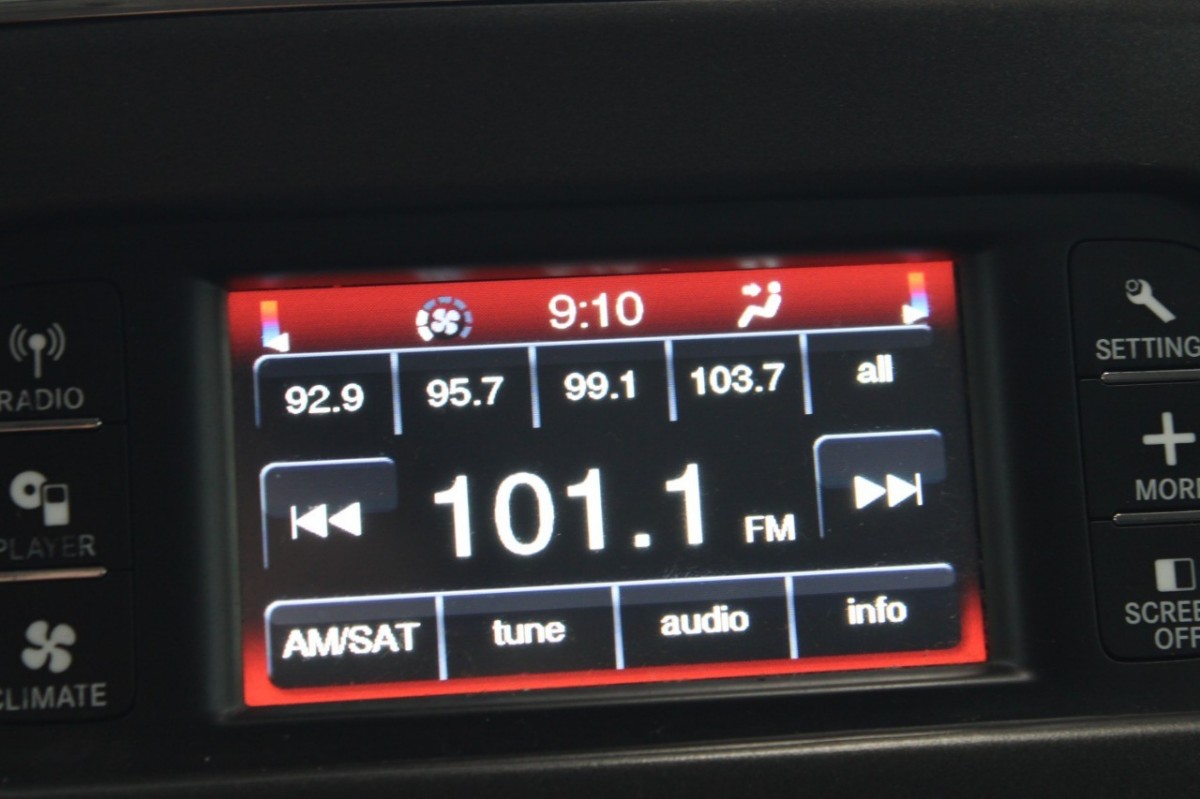 9:10
92.9 95.7 99.1 103.7 all
101.1 FM
AM/SAT tune audio info
RADIO
PLAYER
CLIMATE
SETTING
MORE
SCREE
OFF